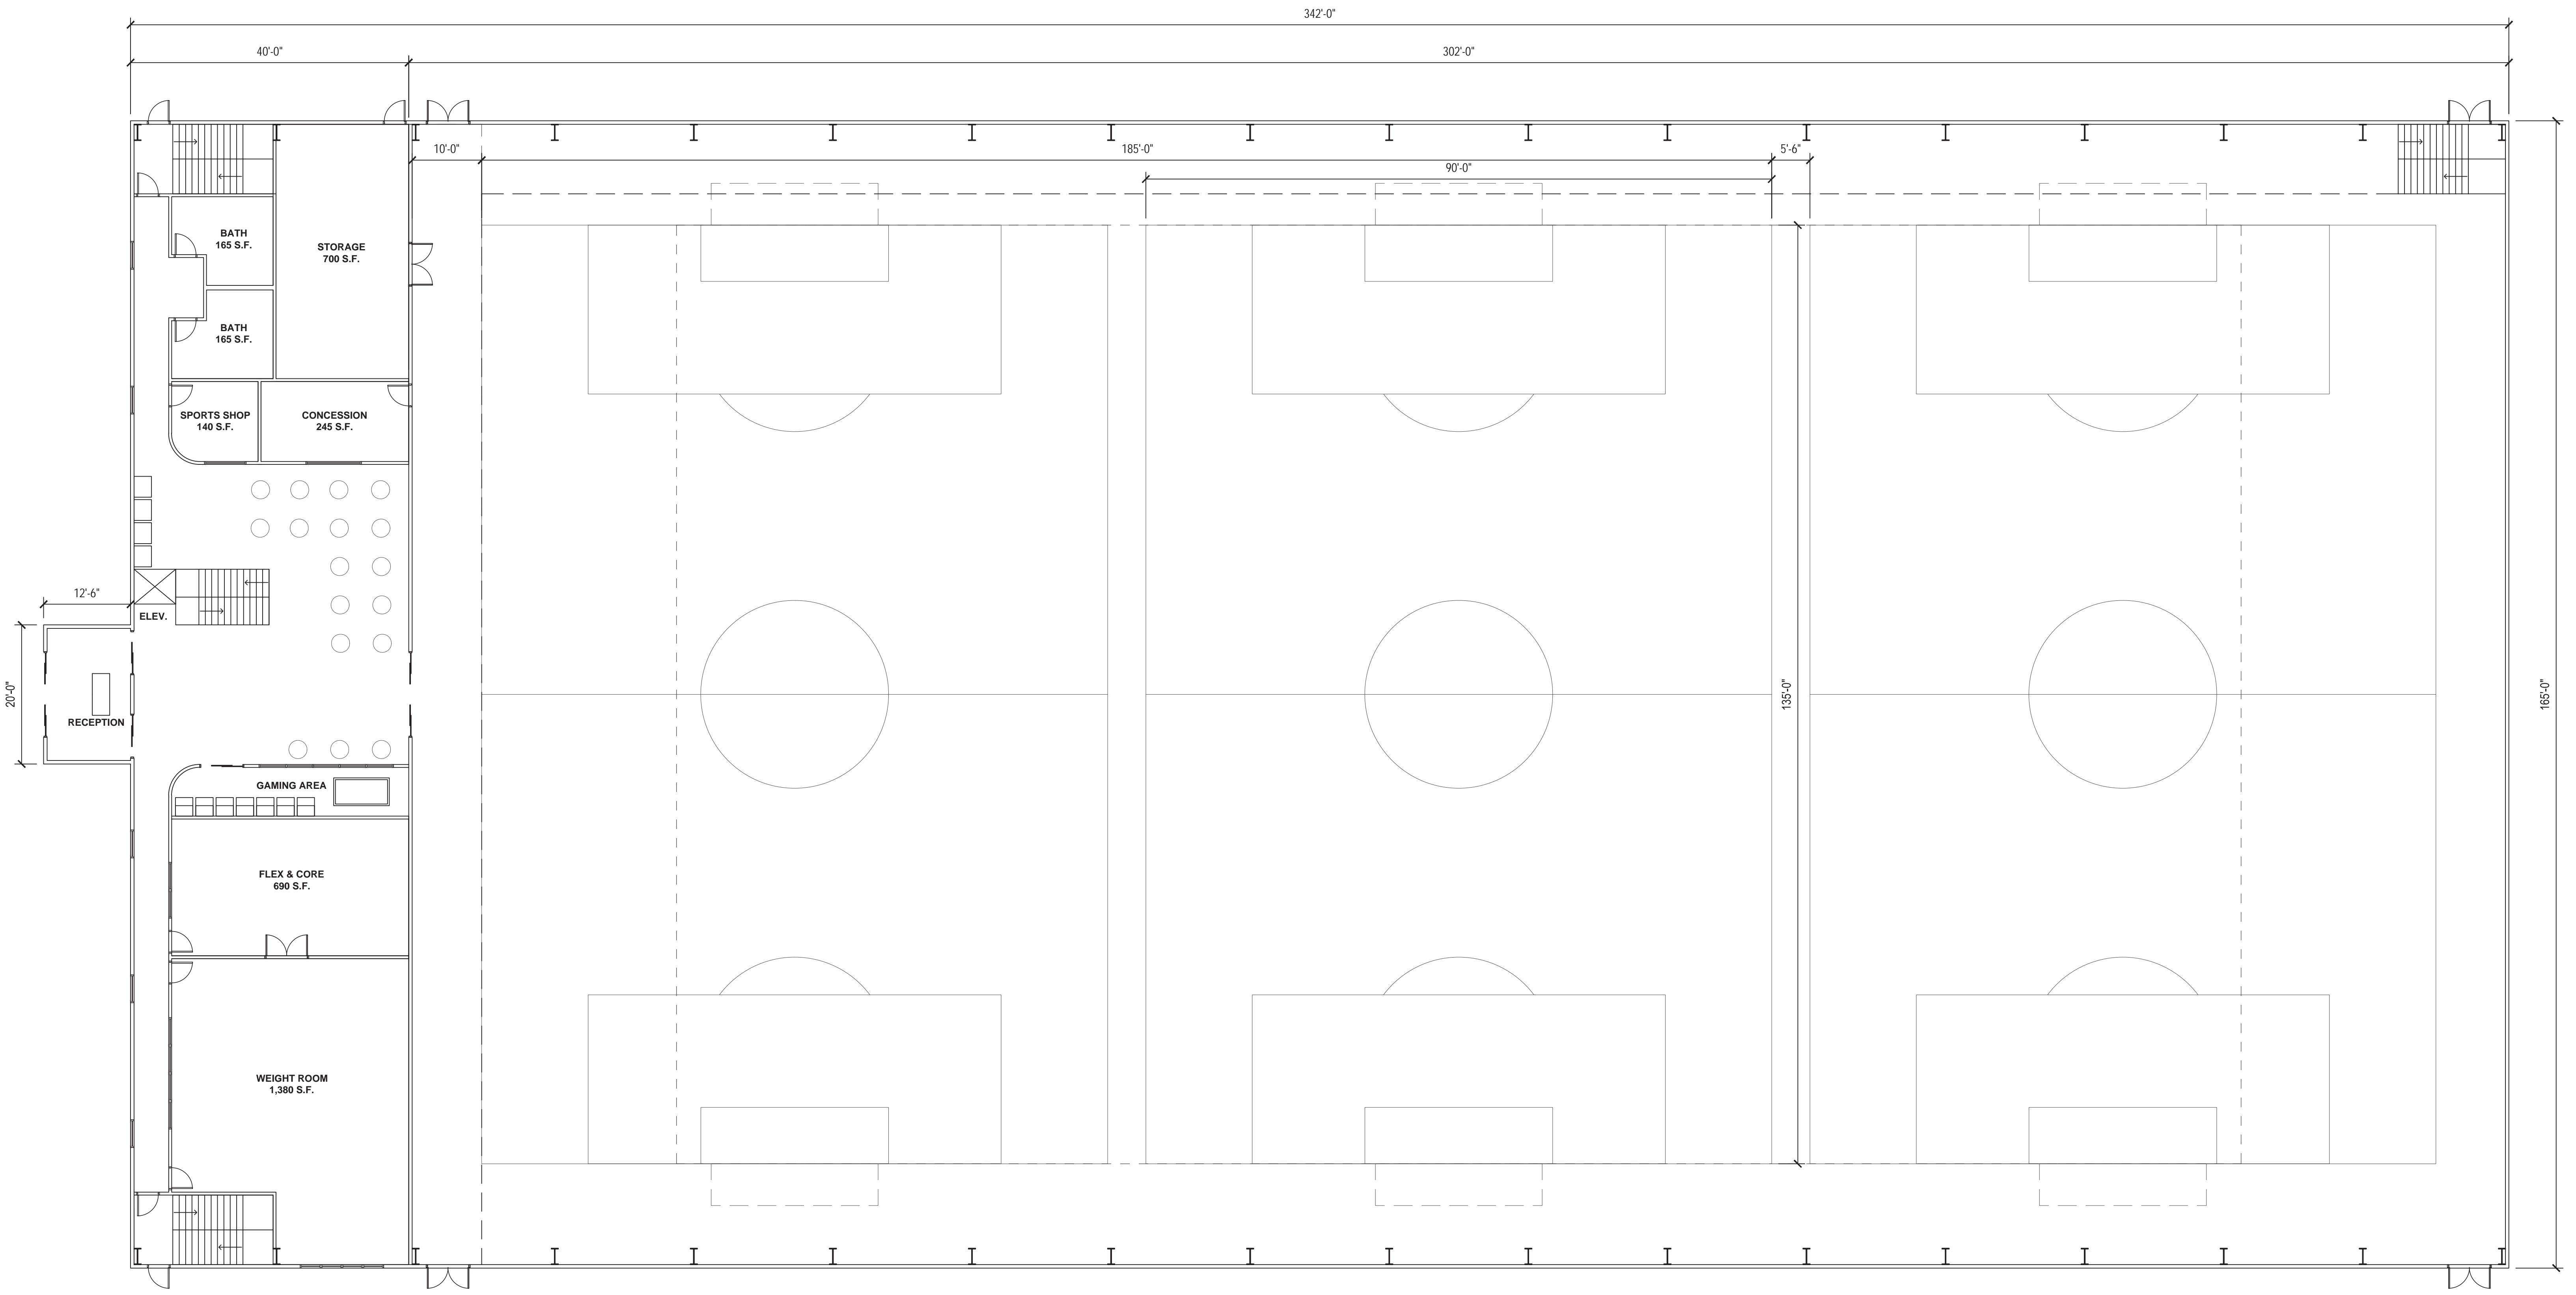 342'-0"
40'-0"
302'-0"
10'-0"
185'-0"
5'-6"
90'-0"
BATH
165 S.F.
STORAGE
700 S.F.
BATH
165 S.F.
SPORTS SHOP
140 S.F.
CONCESSION
245 S.F.
12'-6"
ELEV.
20'-0"
RECEPTION
135'-0"
165'-0"
GAMING AREA
FLEX & CORE
690 S.F.
WEIGHT ROOM
1,380 S.F.